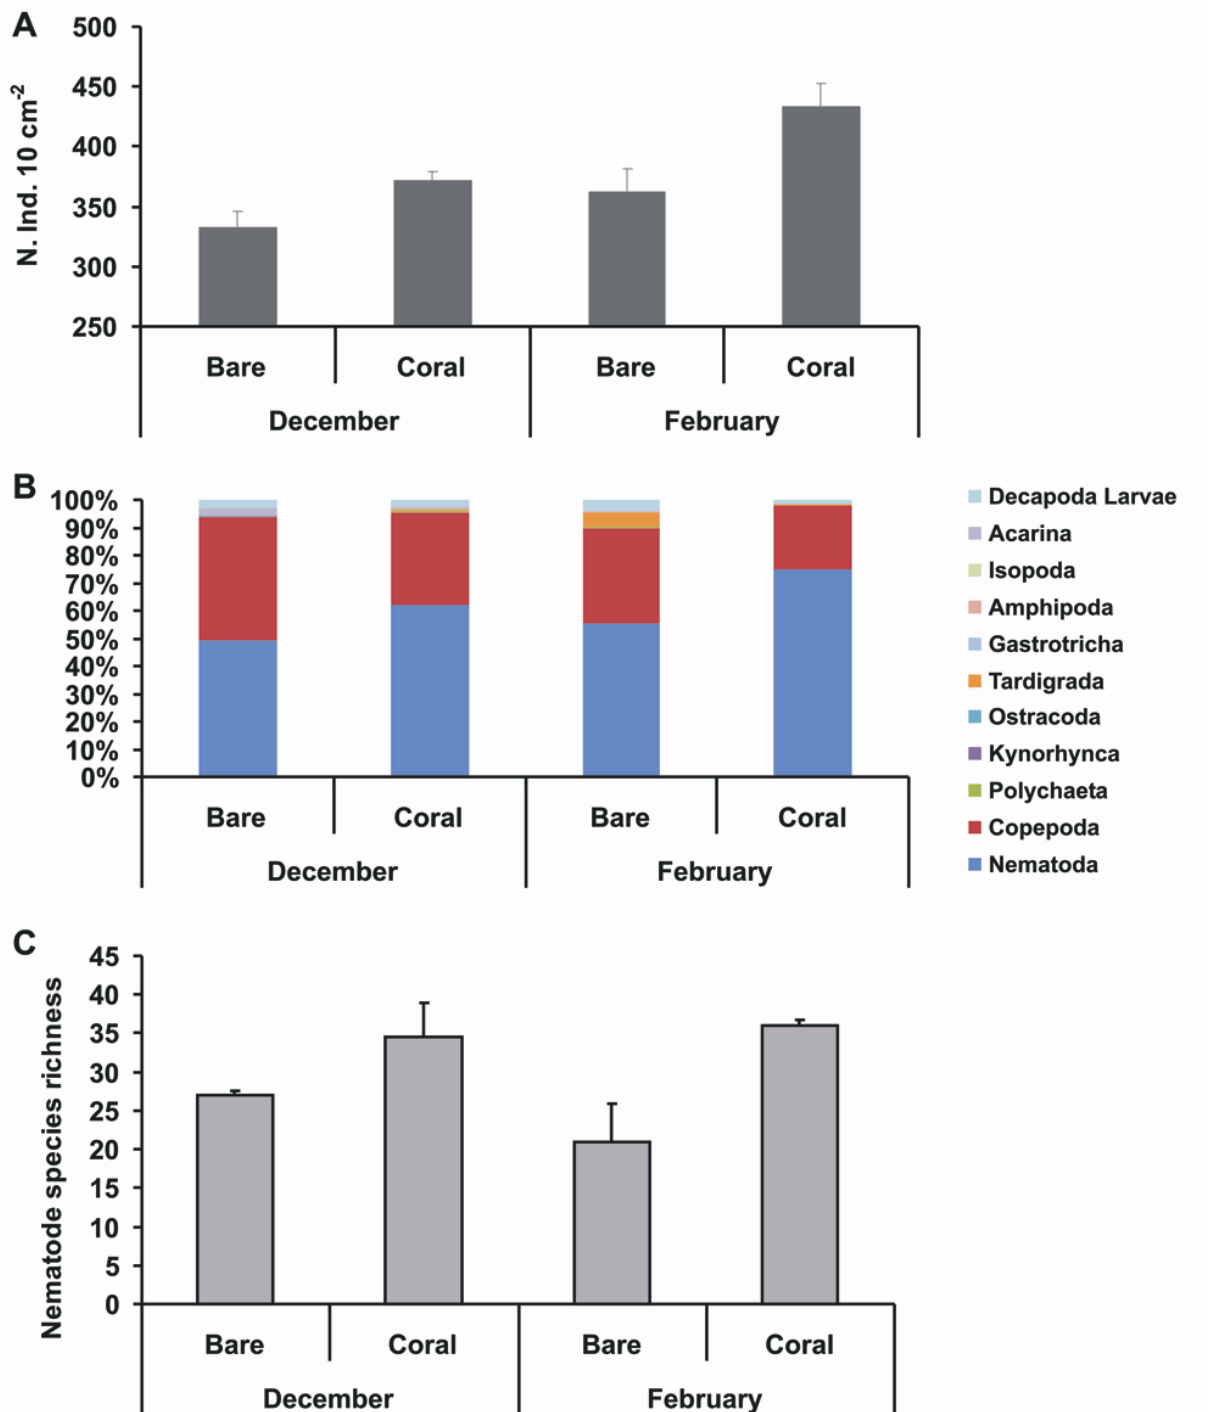 A
500
450
400
350
300
250
N. Ind. 10 cm-2
Bare Coral Bare Coral
December February
B
100%
90%
80%
70%
60%
50%
40%
30%
20%
10%
0%
Bare Coral Bare Coral
December February
Decapoda Larvae
Acarina
Isopoda
Amphipoda
Gastrotricha
Tardigrada
Ostracoda
Kynorhynca
Polychaeta
Copepoda
Nematoda
C
45
40
35
30
25
20
15
10
5
0
Nematode species richness
Bare Coral Bare Coral
December February